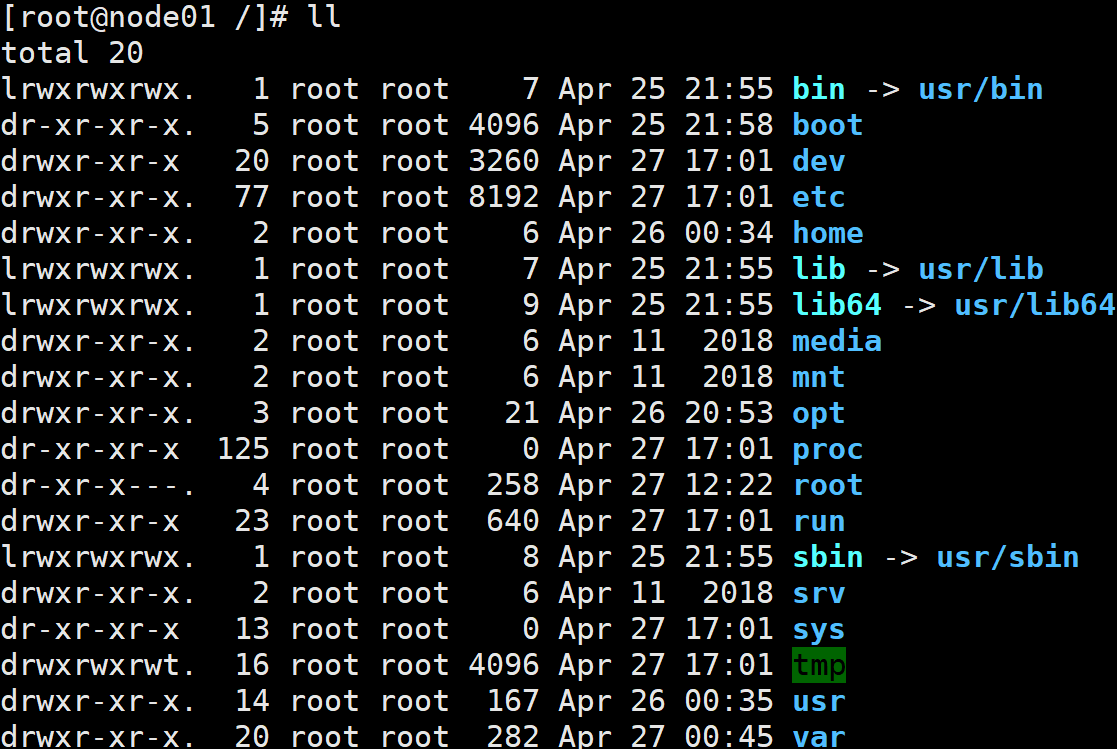 [root@node01 /]# ll
total 20
lrwxrwxrwx.   1 root root    7 Apr 25 21:55 bin -> usr/bin
dr-xr-xr-x.   5 root root 4096 Apr 25 21:58 boot
drwxr-xr-x   20 root root 3260 Apr 27 17:01 dev
drwxr-xr-x.  77 root root 8192 Apr 27 17:01 etc
drwxr-xr-x.   2 root root    6 Apr 26 00:34 home
lrwxrwxrwx.   1 root root    7 Apr 25 21:55 lib -> usr/lib
lrwxrwxrwx.   1 root root    9 Apr 25 21:55 lib64 -> usr/lib64
drwxr-xr-x.   2 root root    6 Apr 11  2018 media
drwxr-xr-x.   2 root root    6 Apr 11  2018 mnt
drwxr-xr-x.   3 root root   21 Apr 26 20:53 opt
dr-xr-xr-x  125 root root    0 Apr 27 17:01 proc
dr-xr-x---.   4 root root  258 Apr 27 12:22 root
drwxr-xr-x   23 root root  640 Apr 27 17:01 run
lrwxrwxrwx.   1 root root    8 Apr 25 21:55 sbin -> usr/sbin
drwxr-xr-x.   2 root root    6 Apr 11  2018 srv
dr-xr-xr-x   13 root root    0 Apr 27 17:01 sys
drwxrwxrwt.  16 root root 4096 Apr 27 17:01 tmp
drwxr-xr-x.  14 root root  167 Apr 26 00:35 usr
drwxr-xr-x.  20 root root  282 Apr 27 00:45 var